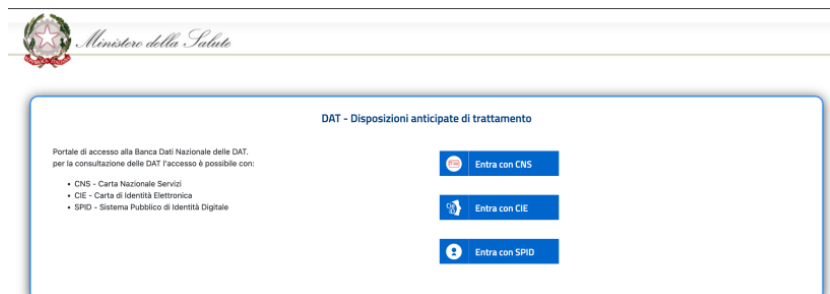 Ministero della Salute
DAT - Disposizioni anticipate di trattamento
Portale di accesso alla Banca Dati Nazionale delle DAT.
per la consultazione delle DAT l'accesso è possibile con:
• CNS - Carta Nazionale Servizi
• CIE - Carta di Identità Elettronica
• SPID - Sistema Pubblico di Identità Digitale
Entra con CNS
Entra con CIE
Entra con SPID